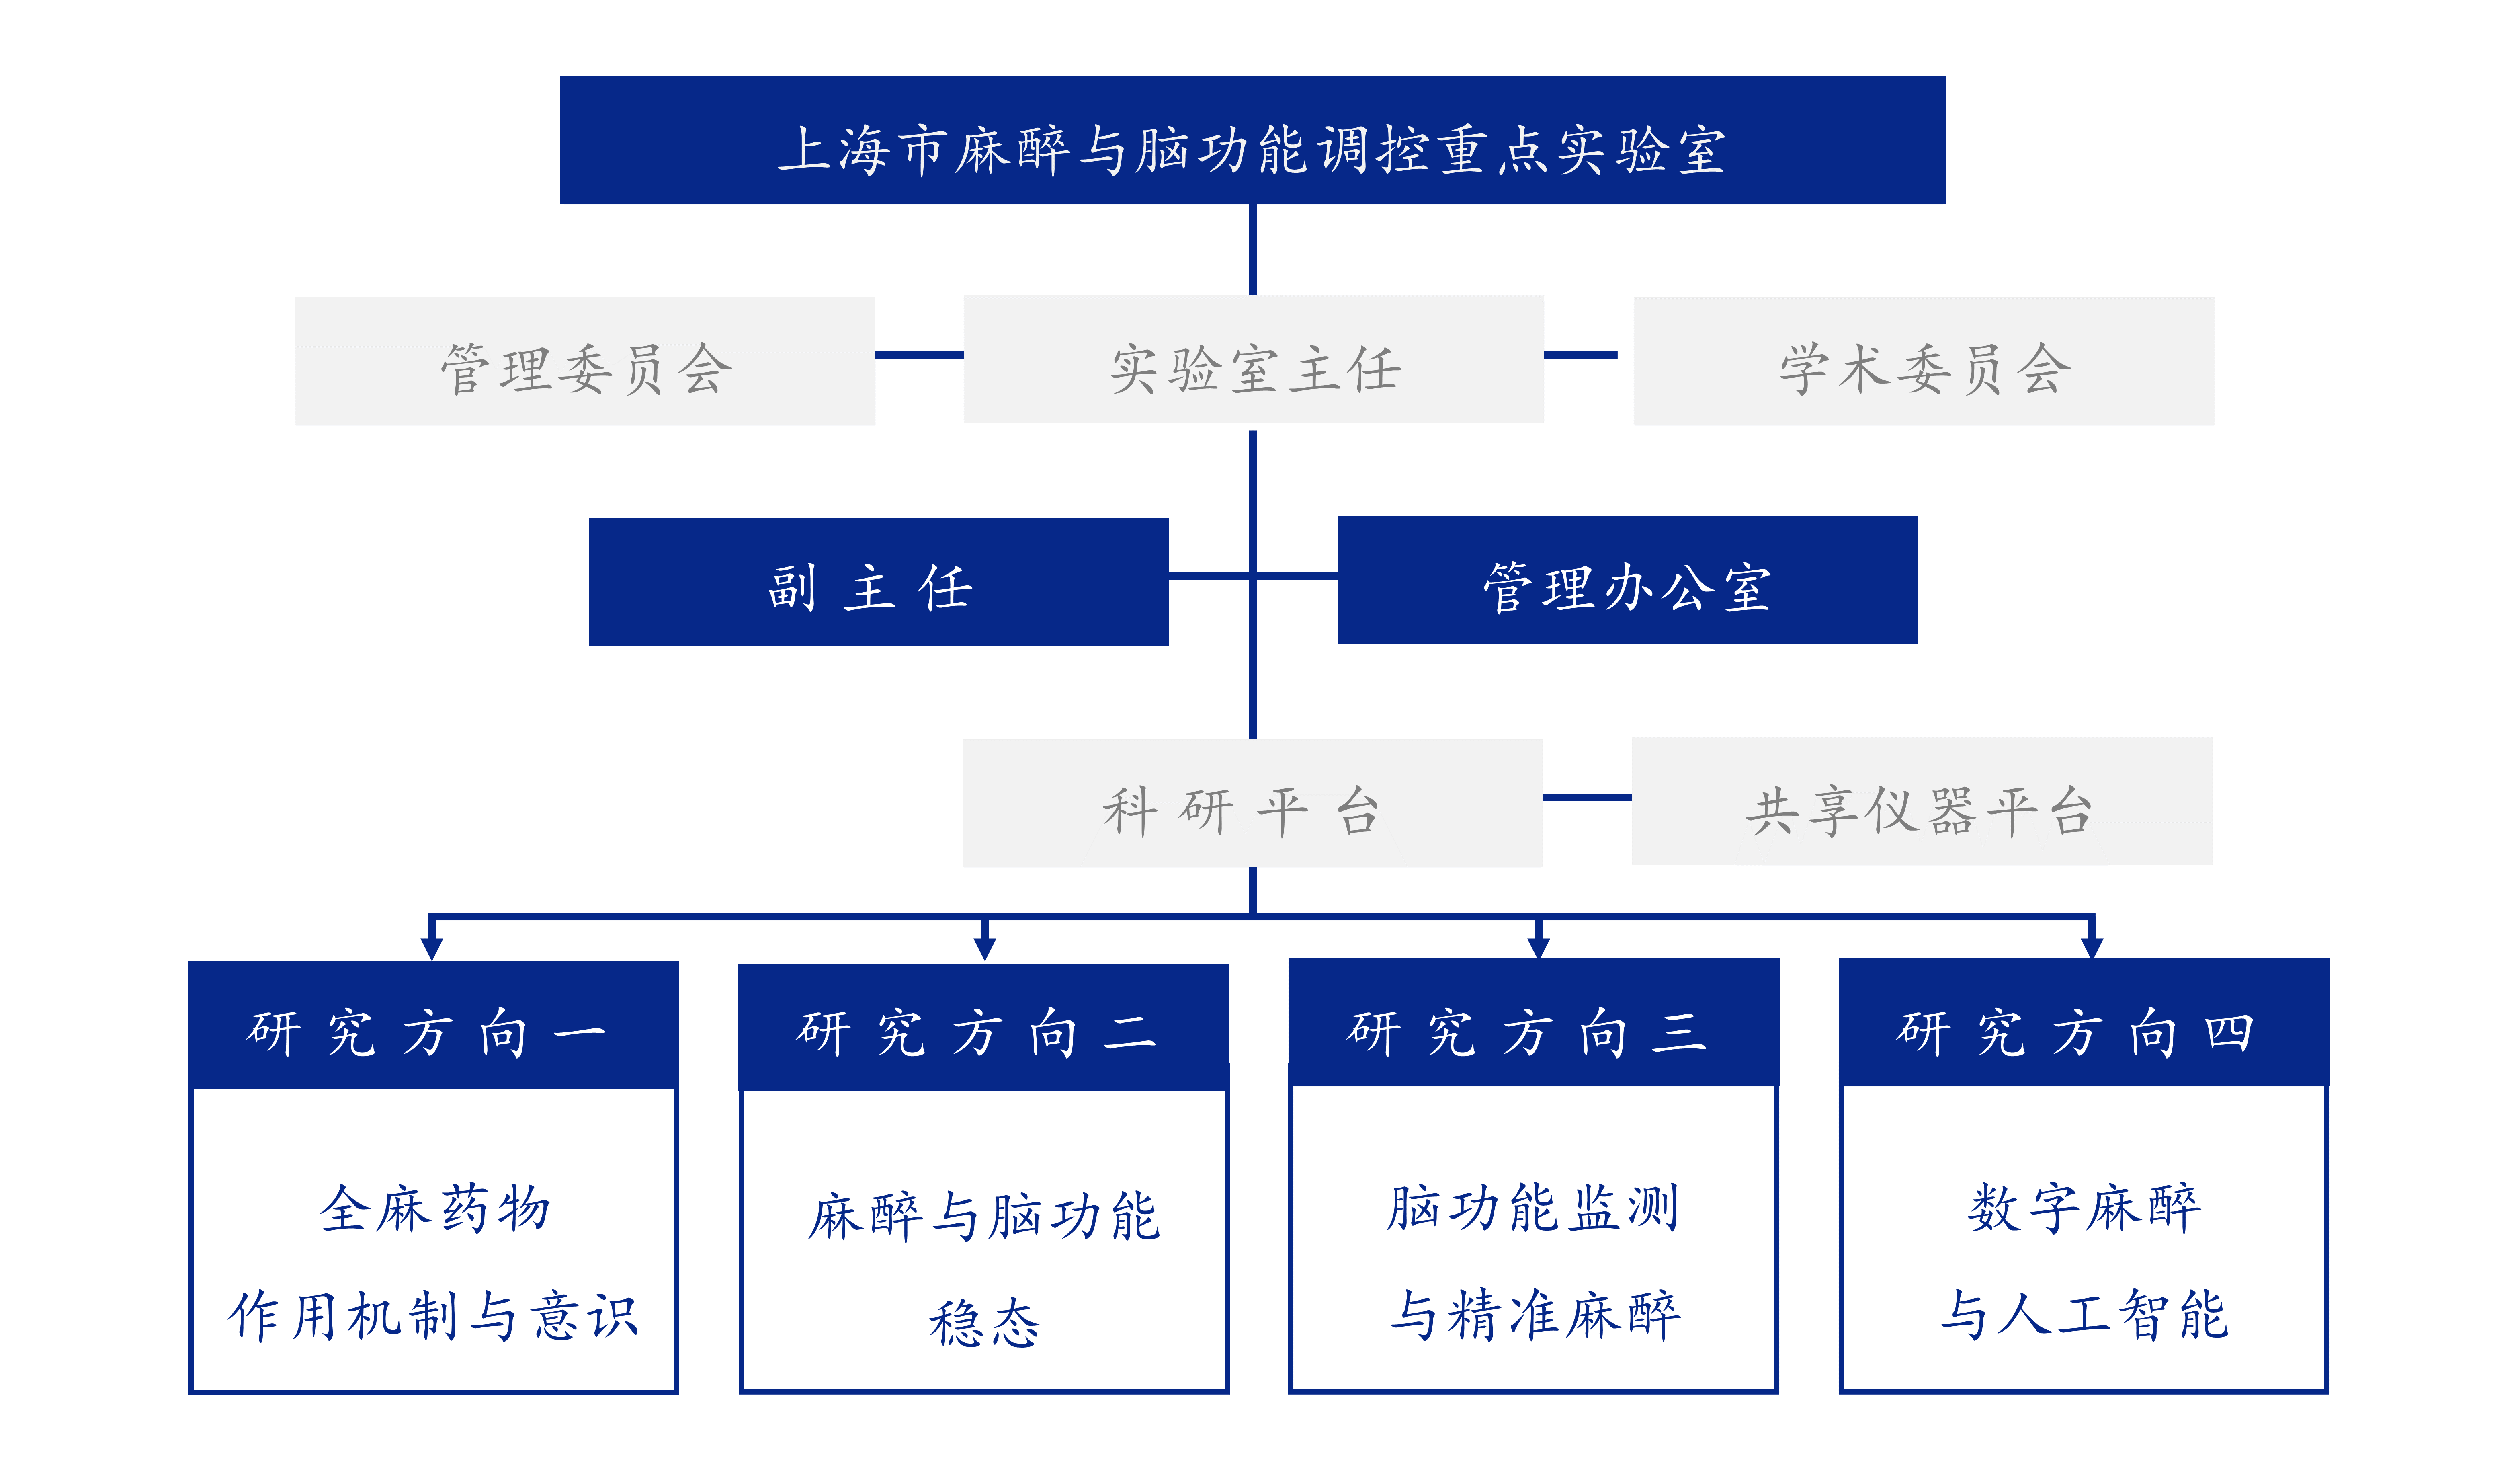 上海市麻醉与脑功能调控重点实验室
管理委员会
实验室主任
学术委员会
副主任
管理办公室
科研平台
共享仪器平台
研究方向一
研究方向二
研究方向三
研究方向四
全麻药物
作用机制与意识
麻醉与脑功能
稳态
脑功能监测
与精准麻醉
数字麻醉
与人工智能